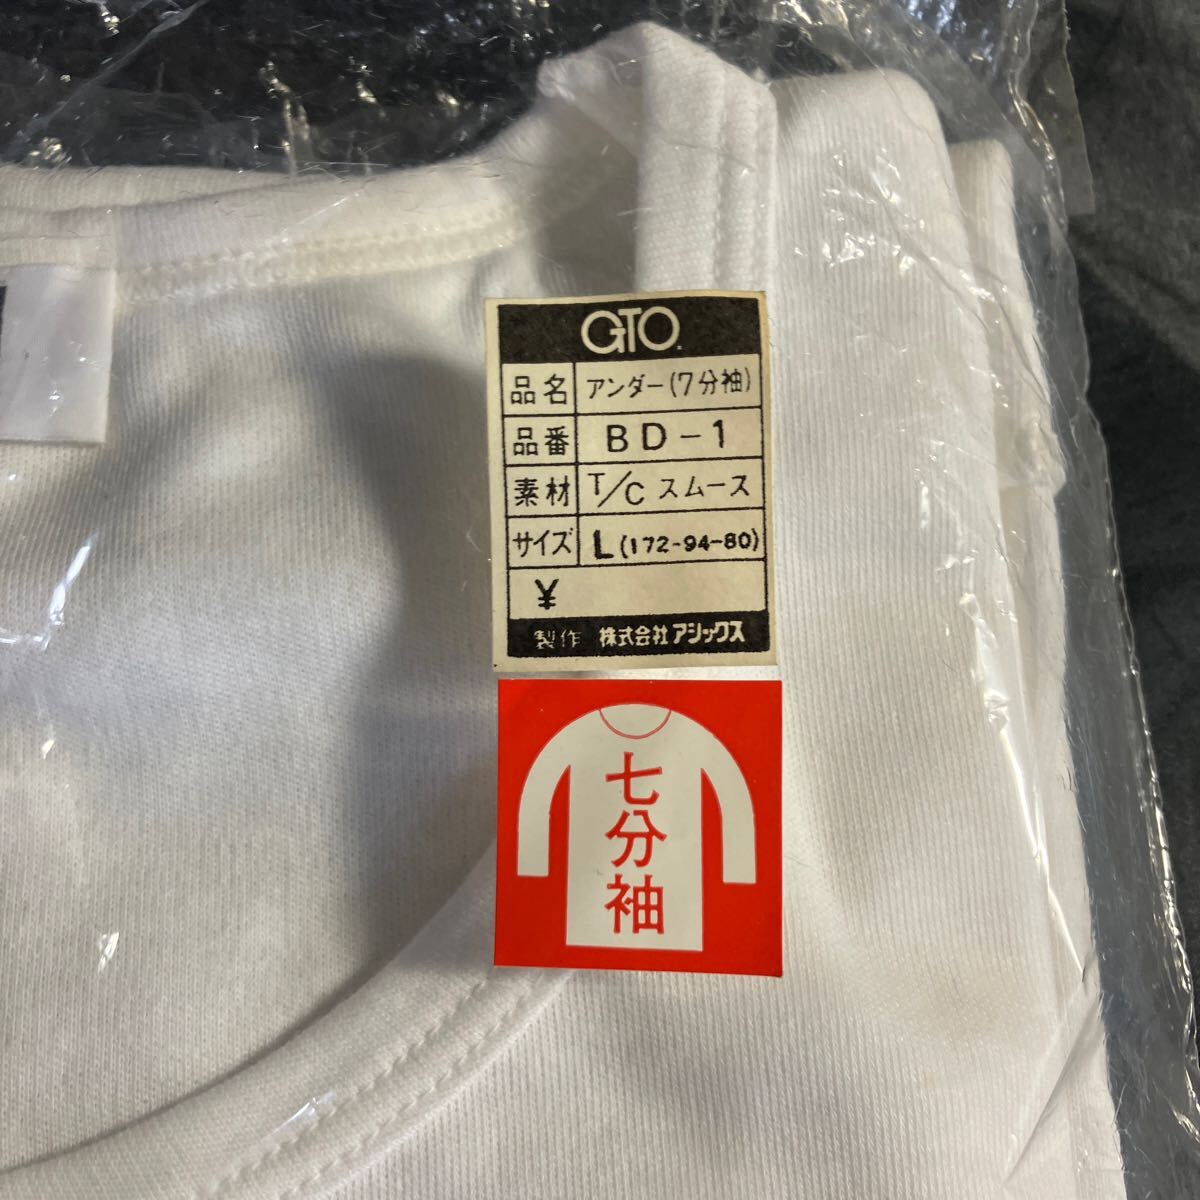 GTO.
品名 アンダー(7分袖)
品番 BD-1
素材 T/C スムース
サイズ L(172-94-80)
¥
製作 株式会社アシックス
七分袖